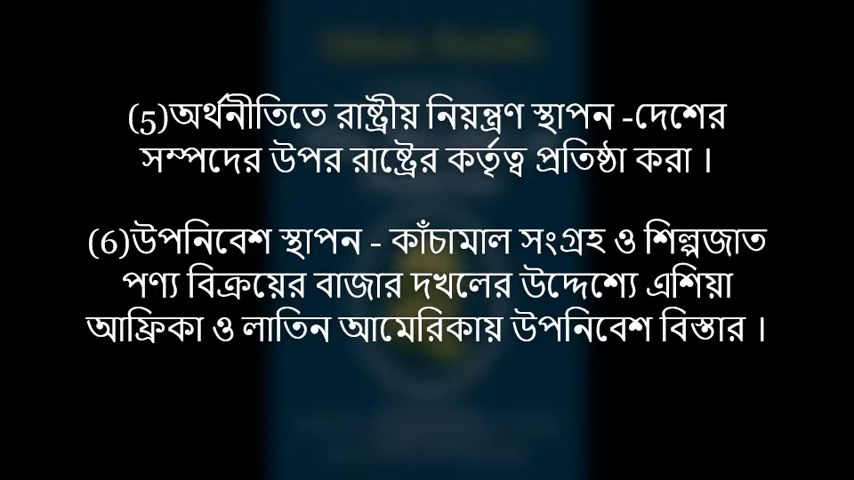 (5)অর্থনীতিতে রাষ্ট্রীয় নিয়ন্ত্রণ স্থাপন -দেশের
সম্পদের উপর রাষ্ট্রের কর্তৃত্ব প্রতিষ্ঠা করা ।
(6)উপনিবেশ স্থাপন - কাঁচামাল সংগ্রহ ও শিল্পজাত
পণ্য বিক্রয়ের বাজার দখলের উদ্দেশ্যে এশিয়া
আফ্রিকা ও লাতিন আমেরিকায় উপনিবেশ বিস্তার ।